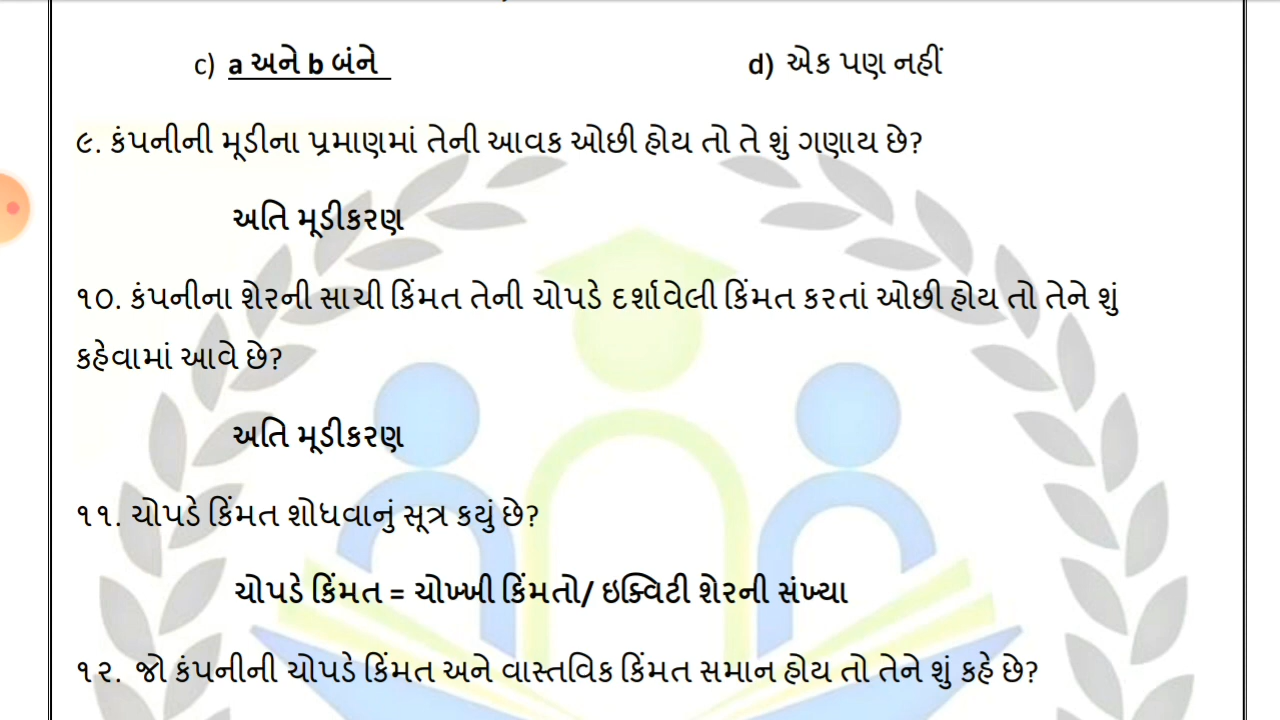 c) a અને b બંને
d) એક પણ નહીં
૯. કંપનીની મૂડીના પ્રમાણમાં તેની આવક ઓછી હોય તો તે શું ગણાય છે?
અતિ મૂડીકરણ
૧૦. કંપનીના શેરની સાચી કિંમત તેની ચોપડે દર્શાવેલી કિંમત કરતાં ઓછી હોય તો તેને શું
કહેવામાં આવે છે?
અતિ મૂડીકરણ
૧૧. ચોપડે કિંમત શોધવાનું સૂત્ર કયું છે?
ચોપડે કિંમત = ચોખ્ખી કિંમતો/ ઇક્વિટી શેરની સંખ્યા
૧૨. જો કંપનીની ચોપડે કિંમત અને વાસ્તવિક કિંમત સમાન હોય તો તેને શું કહે છે?